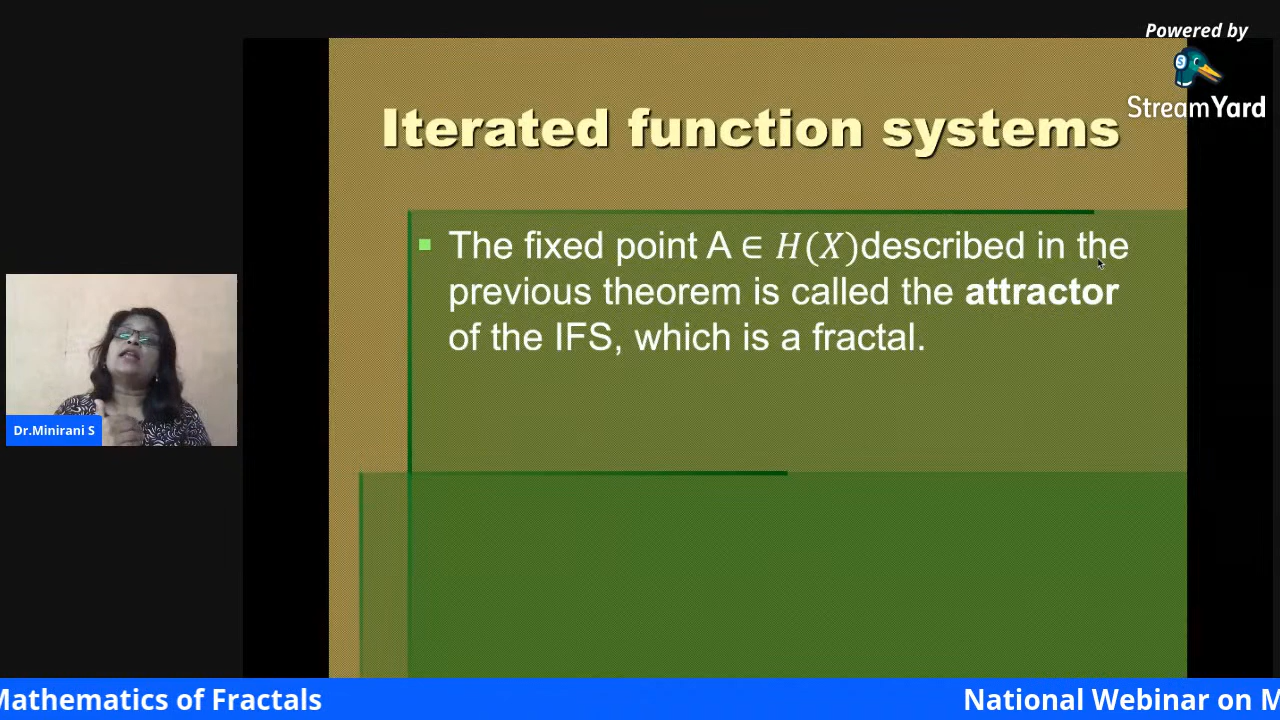 Powered by
StreamYard
Iterated function systems
The fixed point A ∈ H(X)described in the
previous theorem is called the attractor
of the IFS, which is a fractal.
Dr.Minirani S
Mathematics of Fractals
National Webinar on M